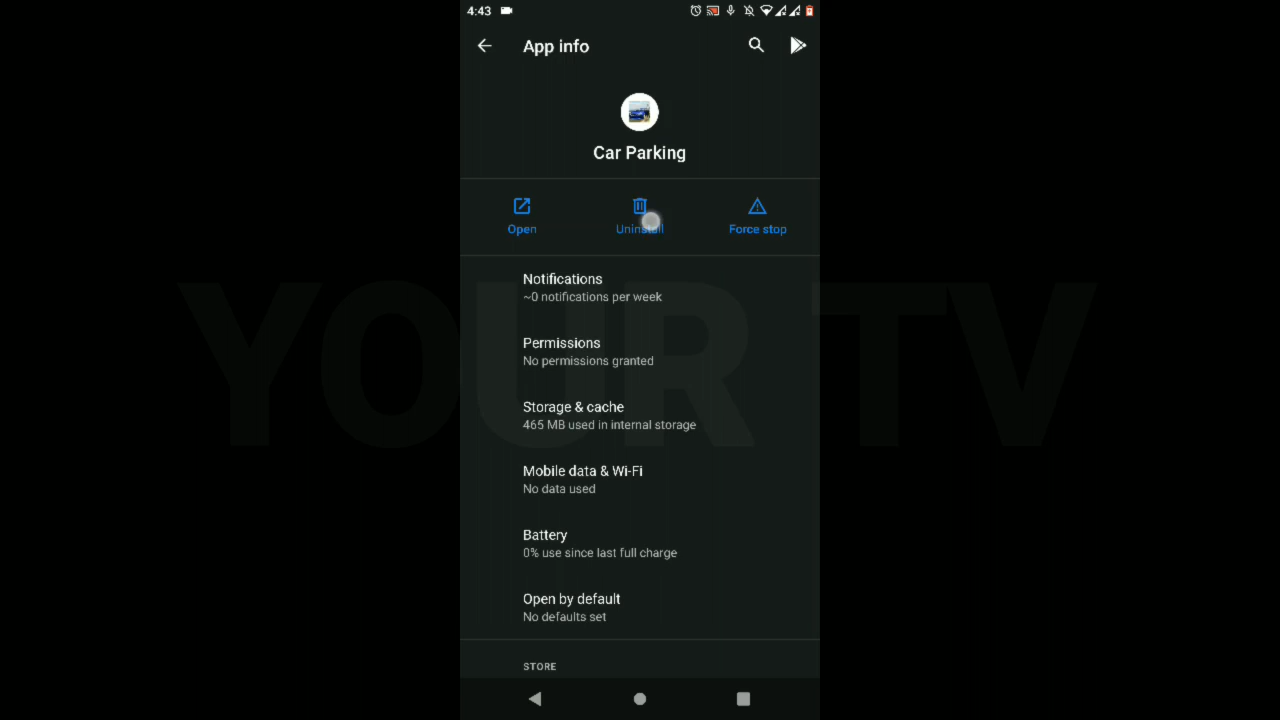 4:43
App info
Car Parking
Open
Uninstall
Force stop
Notifications
~0 notifications per week
Permissions
No permissions granted
Storage & cache
465 MB used in internal storage
Mobile data & Wi-Fi
No data used
Battery
0% use since last full charge
Open by default
No defaults set
STORE
YOUR TV